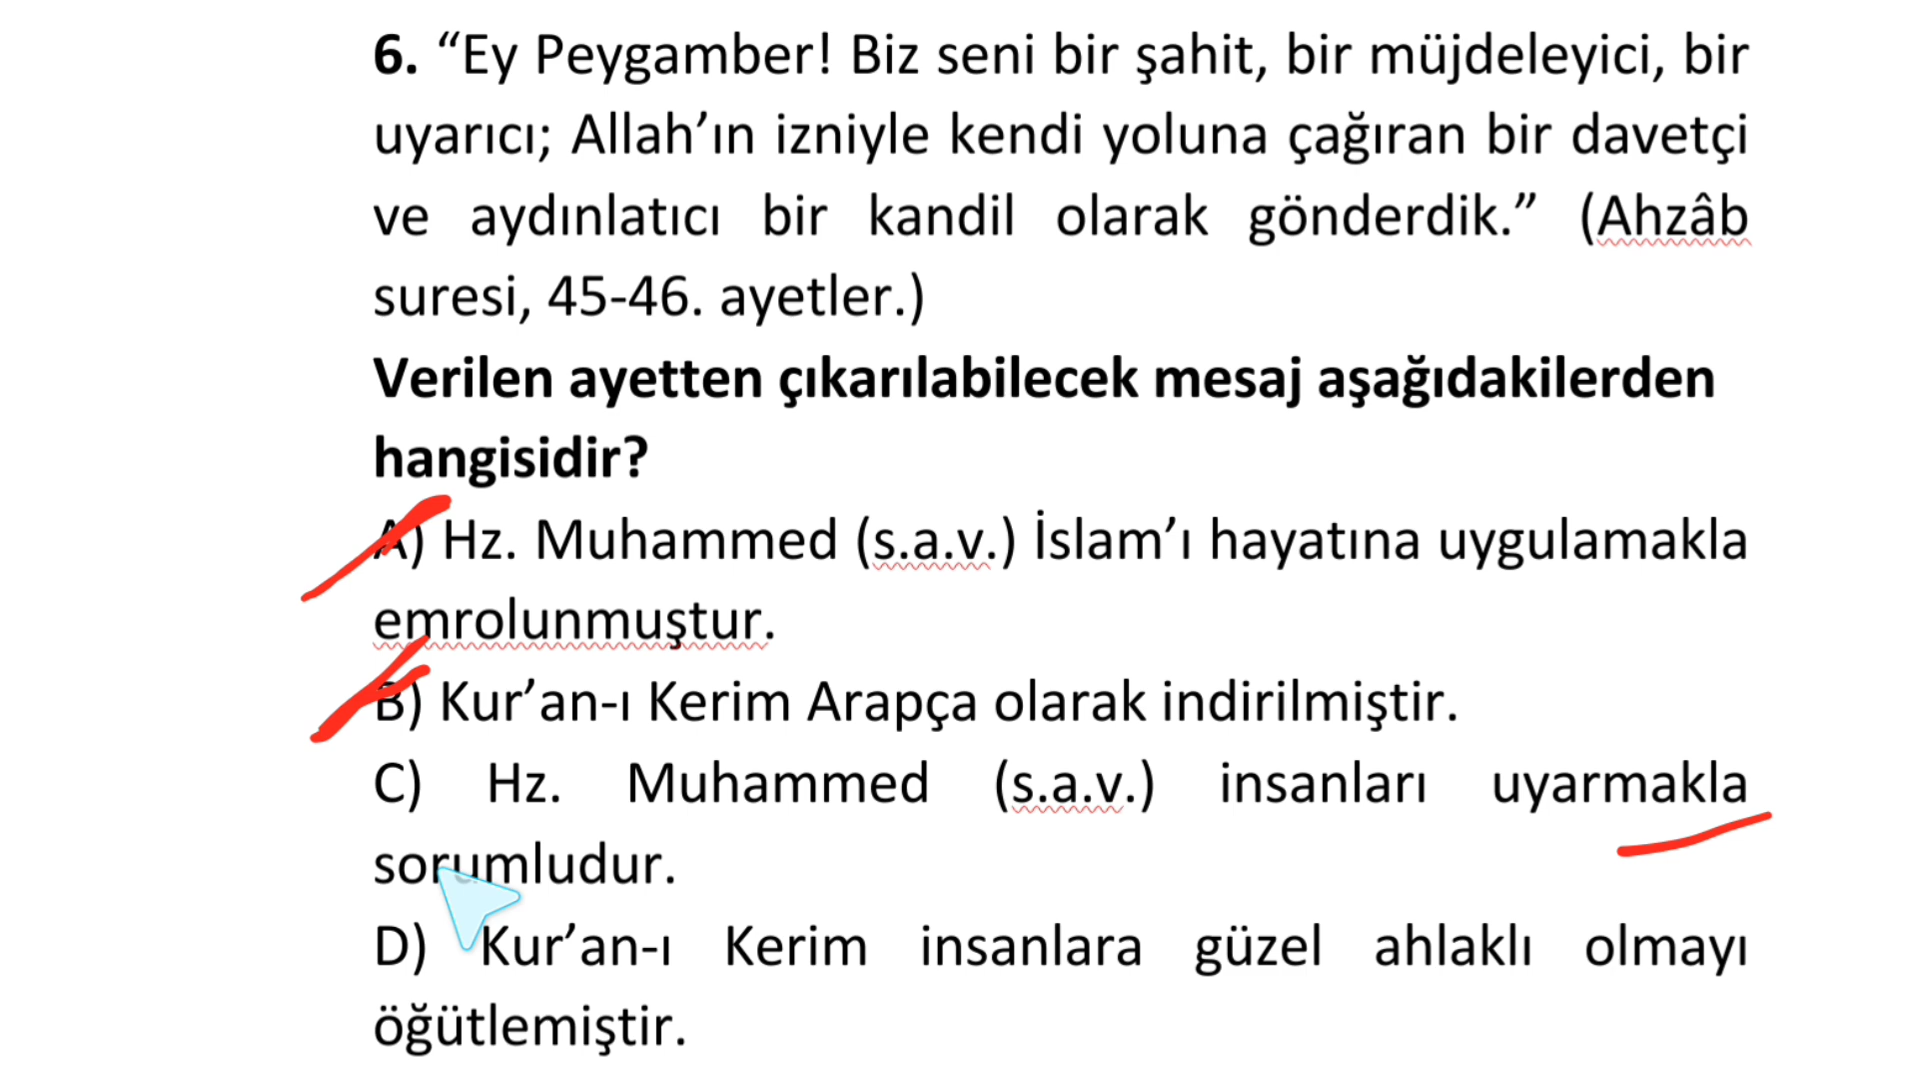 6. “Ey Peygamber! Biz seni bir şahit, bir müjdeleyici, bir
uyarıcı; Allah’ın izniyle kendi yoluna çağıran bir davetçi
ve aydınlatıcı bir kandil olarak gönderdik.” (Ahzâb
suresi, 45-46. ayetler.)
Verilen ayetten çıkarılabilecek mesaj aşağıdakilerden
hangisidir?
A) Hz. Muhammed (s.a.v.) İslam’ı hayatına uygulamakla
emrolunmuştur.
B) Kur’an-ı Kerim Arapça olarak indirilmiştir.
C) Hz. Muhammed (s.a.v.) insanları uyarmakla
sorumludur.
D) Kur’an-ı Kerim insanlara güzel ahlaklı olmayı
öğütlemiştir.